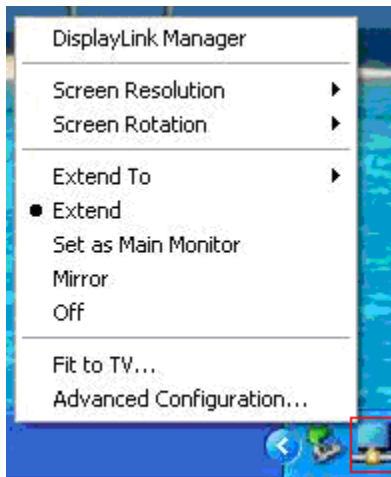 DisplayLink Manager
Screen Resolution
Screen Rotation
Extend To
Extend
Set as Main Monitor
Mirror
Off
Fit to TV...
Advanced Configuration...